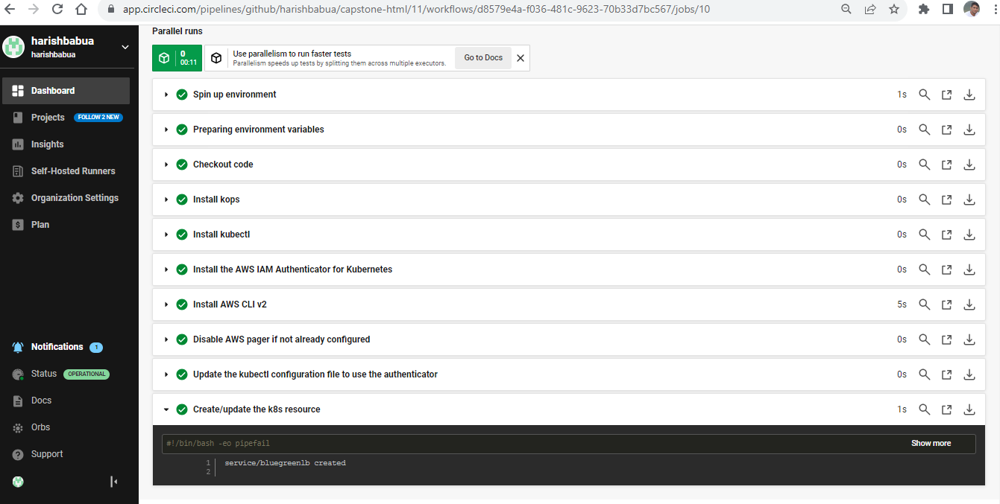 app.circleci.com/pipelines/github/harishbabua/capstone-html/11/workflows/d8579e4a-f036-481c-9623-70b33d7bc567/jobs/10
harishbabua
harishbabua
Dashboard
Projects FOLLOW 2 NEW
Insights
Self-Hosted Runners
Organization Settings
Plan
Notifications 1
Status OPERATIONAL
Docs
Orbs
Support
Parallel runs
0
00:11
Use parallelism to run faster tests
Parallelism speeds up tests by splitting them across multiple executors.
Go to Docs
Spin up environment 1s
Preparing environment variables 0s
Checkout code 0s
Install kops 0s
Install kubectl 0s
Install the AWS IAM Authenticator for Kubernetes 0s
Install AWS CLI v2 5s
Disable AWS pager if not already configured 0s
Update the kubectl configuration file to use the authenticator 0s
Create/update the k8s resource 1s
#!/bin/bash -eo pipefail Show more
1 service/bluegreenlb created
2